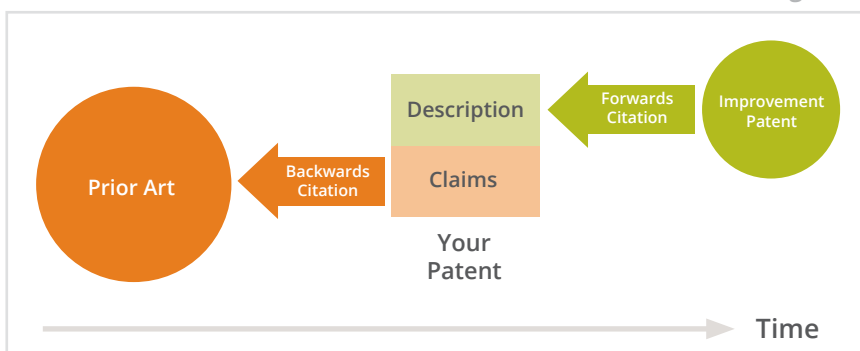 Description
Forwards
Citation
Improvement
Patent
Prior Art
Backwards
Citation
Claims
Your
Patent
Time